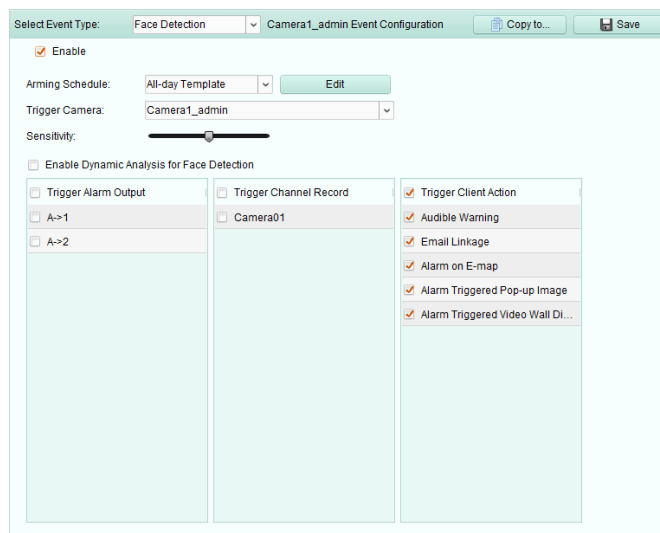 Select Event Type: Face Detection Camera1_admin Event Configuration Copy to... Save
Enable
Arming Schedule: All-day Template Edit
Trigger Camera: Camera1_admin
Sensitivity:
Enable Dynamic Analysis for Face Detection
Trigger Alarm Output Trigger Channel Record Trigger Client Action
A->1 Camera01 Audible Warning
A->2 Email Linkage
Alarm on E-map
Alarm Triggered Pop-up Image
Alarm Triggered Video Wall Di...